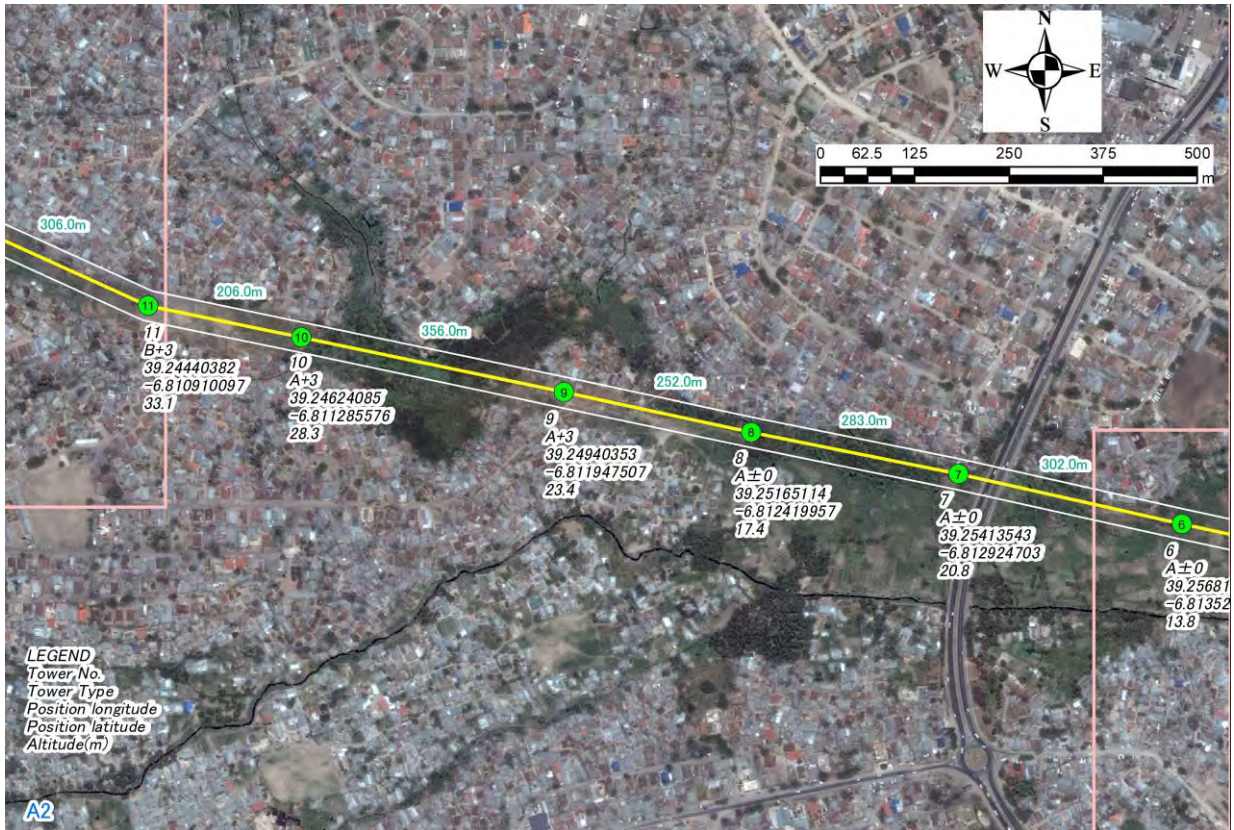 N
W E
S
0 62.5 125 250 375 500
m
306.0m
206.0m
356.0m
252.0m
283.0m
302.0m
11
10
9
8
7
6
11
B+3
39.24440382
-6.810910097
33.1
10
A+3
39.24624085
-6.811285576
28.3
9
A+3
39.24940353
-6.811947507
23.4
8
A±0
39.25165114
-6.812419957
17.4
7
A±0
39.25413543
-6.812924703
20.8
6
A±0
39.25681
-6.81352
13.8
LEGEND
Tower No.
Tower Type
Position longitude
Position latitude
Altitude(m)
A2